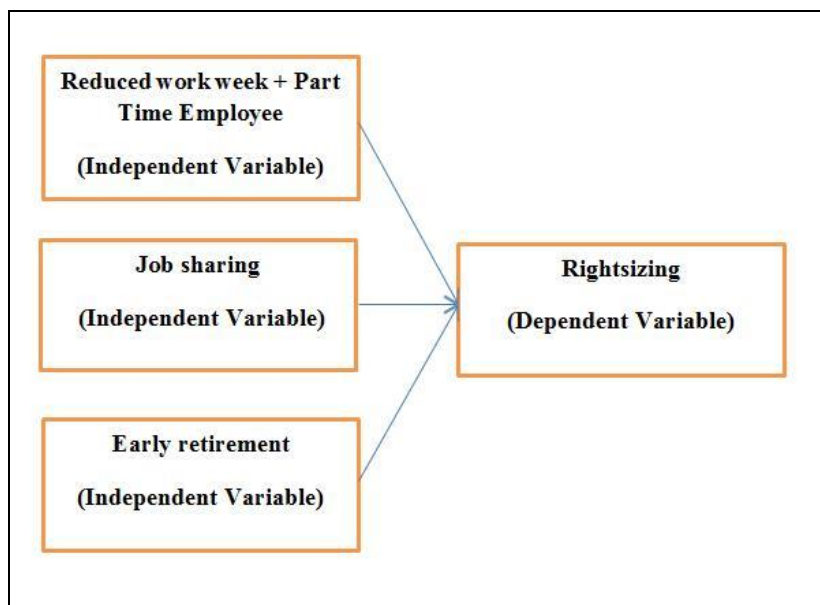 Reduced work week + Part
Time Employee
(Independent Variable)
Job sharing
(Independent Variable)
Rightsizing
(Dependent Variable)
Early retirement
(Independent Variable)